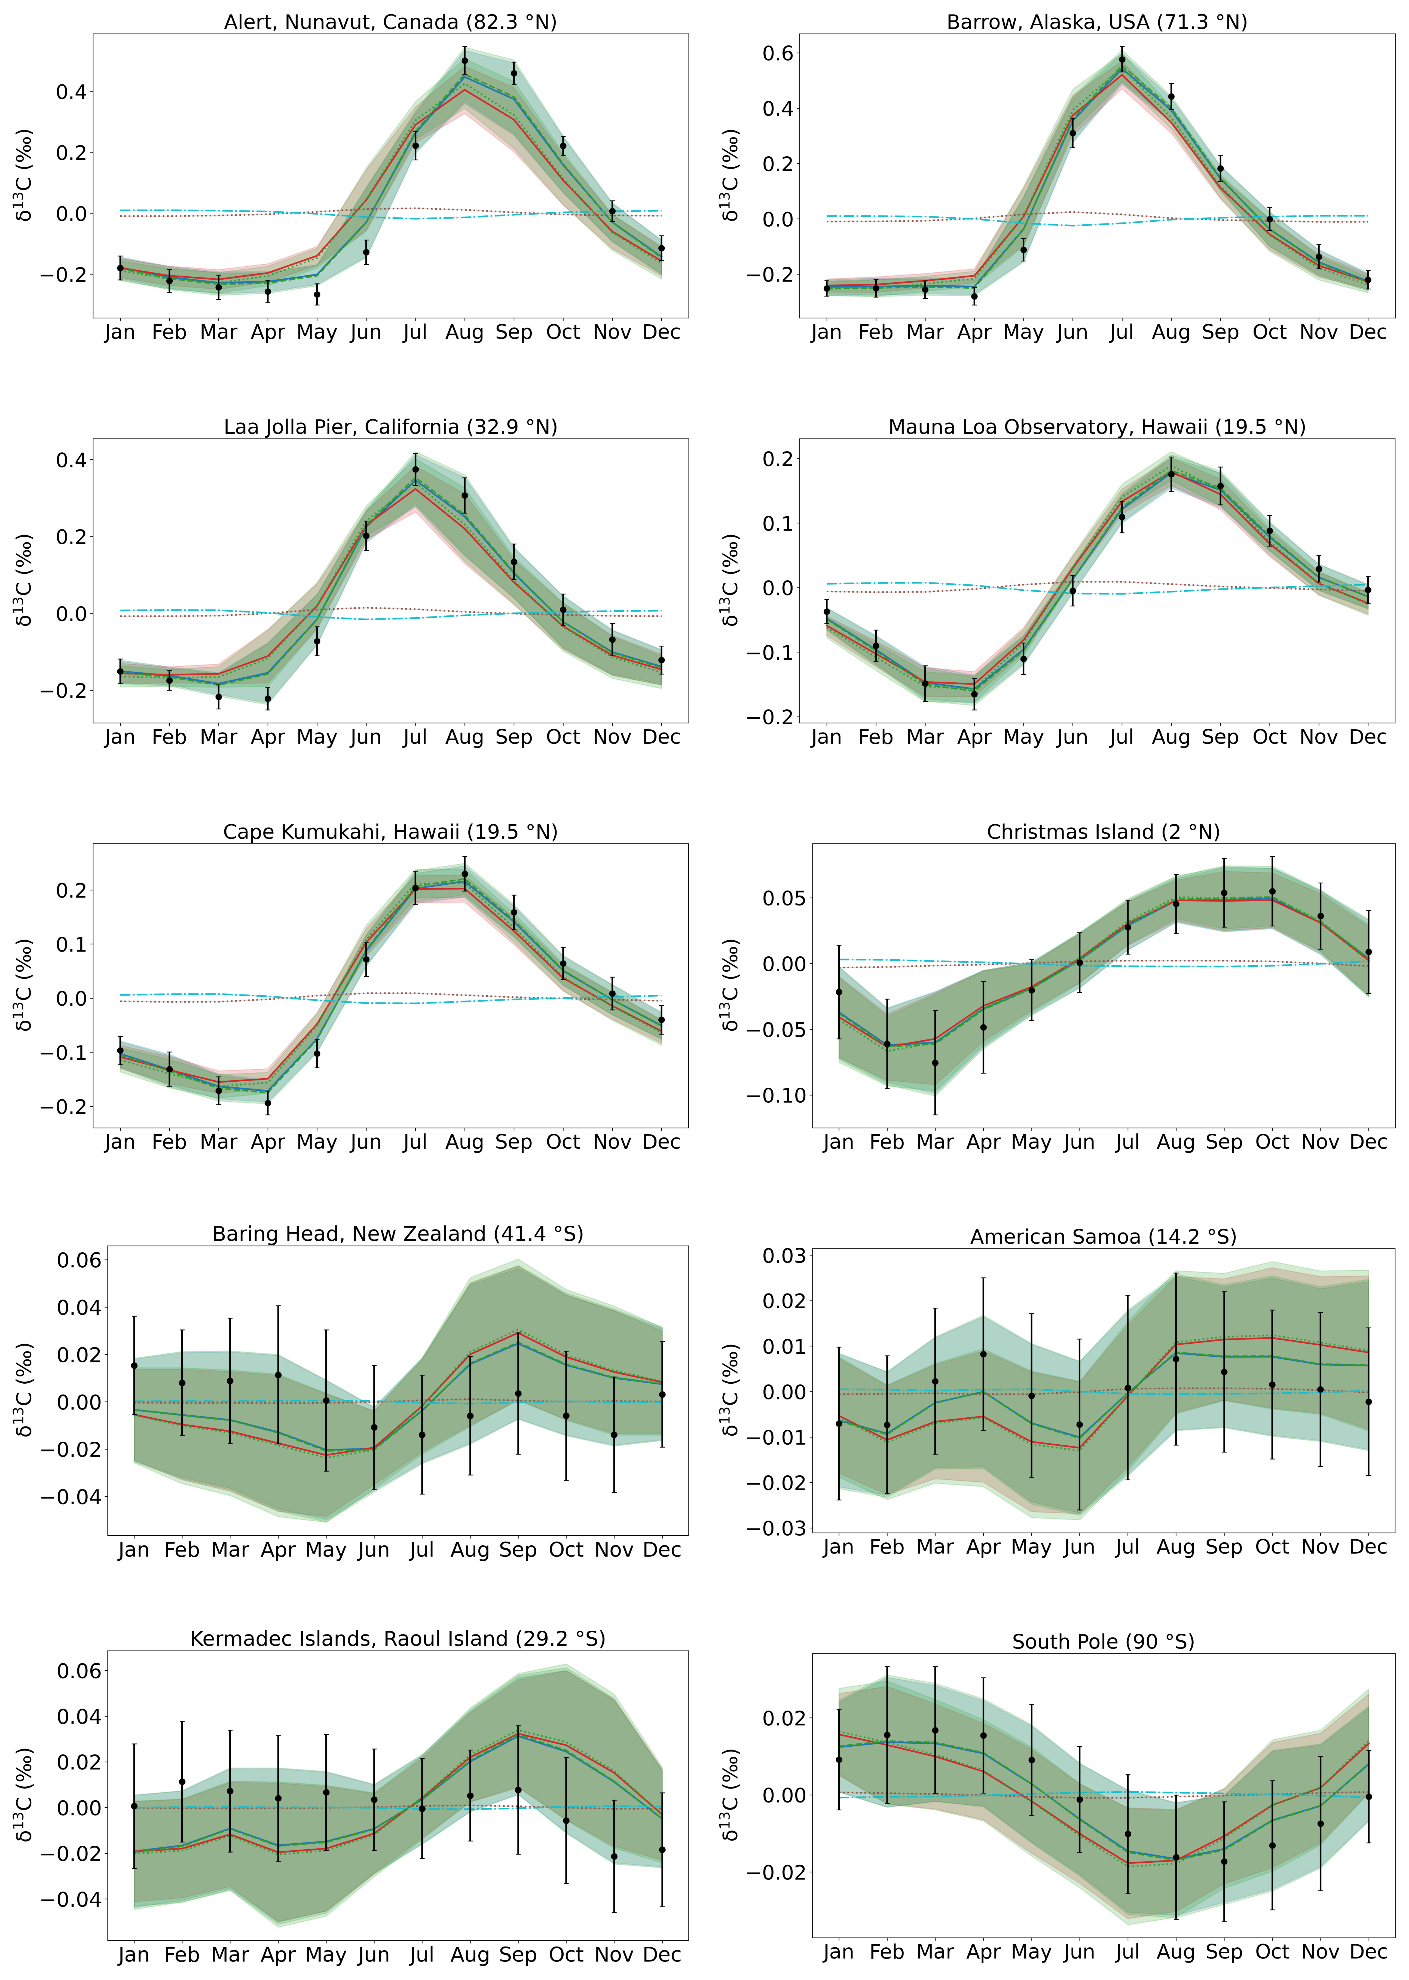 Alert, Nunavut, Canada (82.3 °N)
δ13C (‰)
0.4
0.2
0.0
−0.2
Jan Feb Mar Apr May Jun Jul Aug Sep Oct Nov Dec
Barrow, Alaska, USA (71.3 °N)
δ13C (‰)
0.6
0.4
0.2
0.0
−0.2
Jan Feb Mar Apr May Jun Jul Aug Sep Oct Nov Dec
Laa Jolla Pier, California (32.9 °N)
δ13C (‰)
0.4
0.2
0.0
−0.2
Jan Feb Mar Apr May Jun Jul Aug Sep Oct Nov Dec
Mauna Loa Observatory, Hawaii (19.5 °N)
δ13C (‰)
0.2
0.1
0.0
−0.1
−0.2
Jan Feb Mar Apr May Jun Jul Aug Sep Oct Nov Dec
Cape Kumukahi, Hawaii (19.5 °N)
δ13C (‰)
0.2
0.1
0.0
−0.1
−0.2
Jan Feb Mar Apr May Jun Jul Aug Sep Oct Nov Dec
Christmas Island (2 °N)
δ13C (‰)
0.05
0.00
−0.05
−0.10
Jan Feb Mar Apr May Jun Jul Aug Sep Oct Nov Dec
Baring Head, New Zealand (41.4 °S)
δ13C (‰)
0.06
0.04
0.02
0.00
−0.02
−0.04
Jan Feb Mar Apr May Jun Jul Aug Sep Oct Nov Dec
American Samoa (14.2 °S)
δ13C (‰)
0.03
0.02
0.01
0.00
−0.01
−0.02
−0.03
Jan Feb Mar Apr May Jun Jul Aug Sep Oct Nov Dec
Kermadec Islands, Raoul Island (29.2 °S)
δ13C (‰)
0.06
0.04
0.02
0.00
−0.02
−0.04
Jan Feb Mar Apr May Jun Jul Aug Sep Oct Nov Dec
South Pole (90 °S)
δ13C (‰)
0.02
0.00
−0.02
Jan Feb Mar Apr May Jun Jul Aug Sep Oct Nov Dec